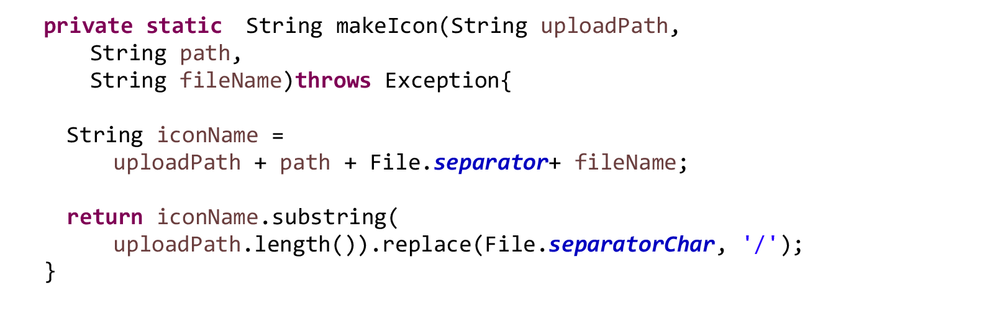 private static  String makeIcon(String uploadPath,
String path,
String fileName)throws Exception{
String iconName =
uploadPath + path + File.separator+ fileName;
return iconName.substring(
uploadPath.length()).replace(File.separatorChar, '/');
}